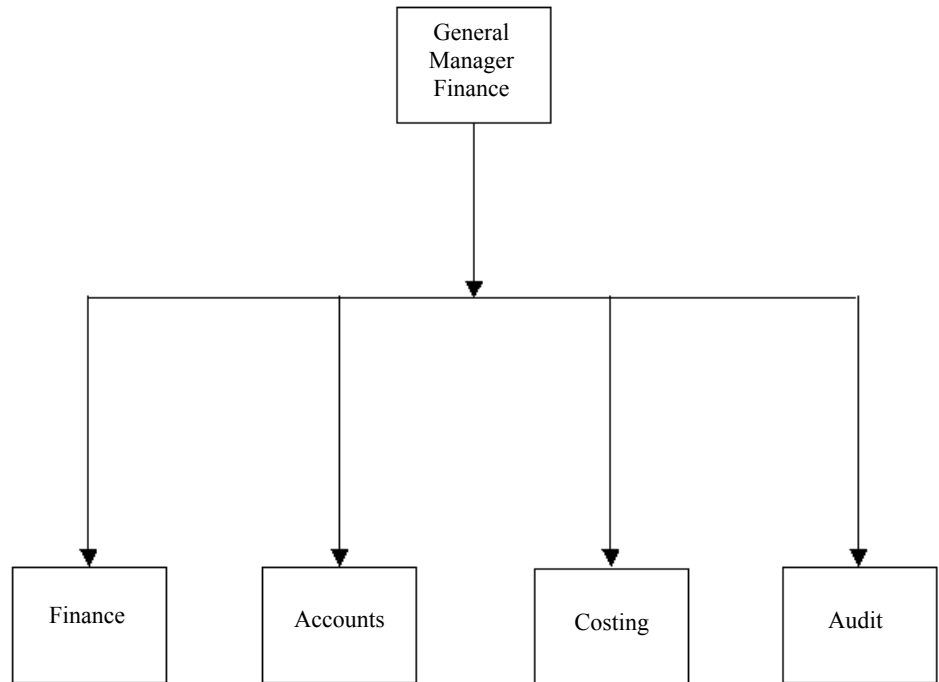 General
Manager
Finance
Finance
Accounts
Costing
Audit